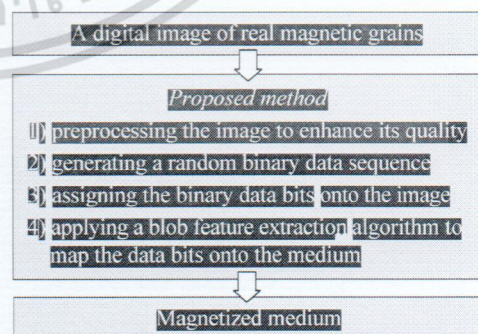 A digital image of real magnetic grains
Proposed method
1) preprocessing the image to enhance its quality
2) generating a random binary data sequence
3) assigning the binary data bits onto the image
4) applying a blob feature extraction algorithm to
map the data bits onto the medium
Magnetized medium